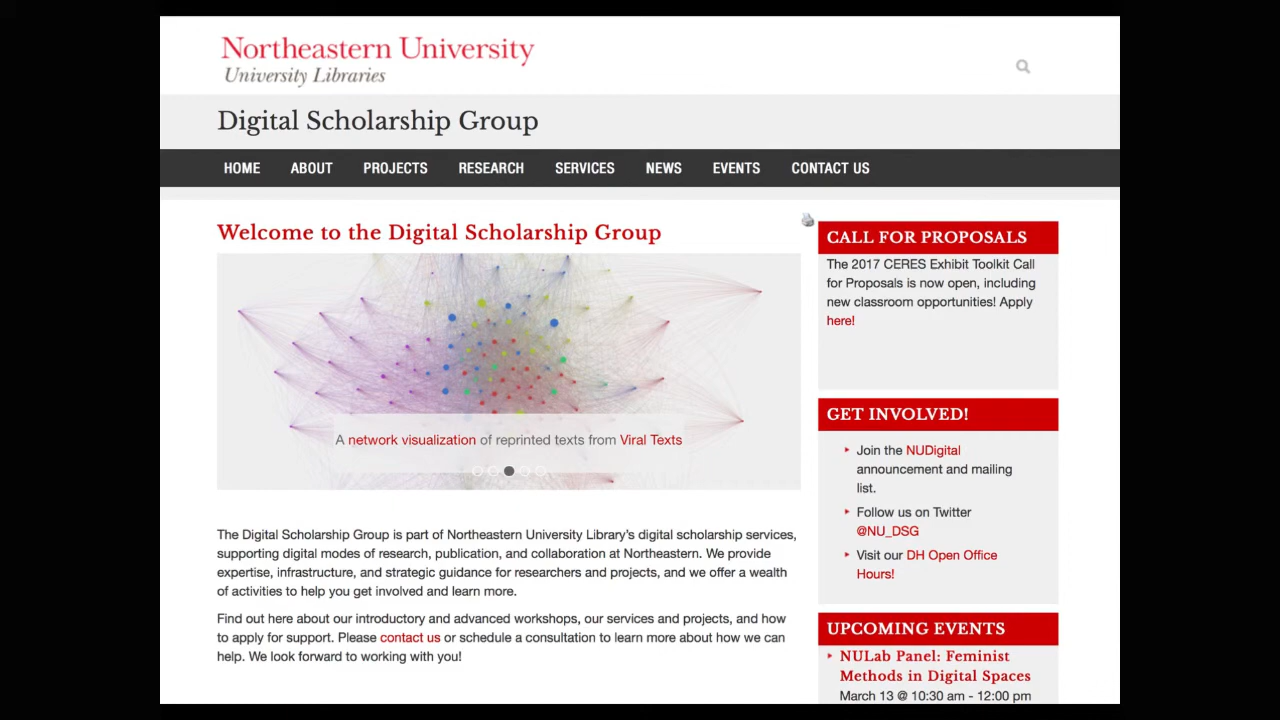 Northeastern University
University Libraries
Digital Scholarship Group
HOME ABOUT PROJECTS RESEARCH SERVICES NEWS EVENTS CONTACT US
Welcome to the Digital Scholarship Group
A network visualization of reprinted texts from Viral Texts
The Digital Scholarship Group is part of Northeastern University Library's digital scholarship services,
supporting digital modes of research, publication, and collaboration at Northeastern. We provide
expertise, infrastructure, and strategic guidance for researchers and projects, and we offer a wealth
of activities to help you get involved and learn more.
Find out here about our introductory and advanced workshops, our services and projects, and how
to apply for support. Please contact us or schedule a consultation to learn more about how we can
help. We look forward to working with you!
CALL FOR PROPOSALS
The 2017 CERES Exhibit Toolkit Call
for Proposals is now open, including
new classroom opportunities! Apply
here!
GET INVOLVED!
Join the NUDigital
announcement and mailing
list.
Follow us on Twitter
@NU_DSG
Visit our DH Open Office
Hours!
UPCOMING EVENTS
NULab Panel: Feminist
Methods in Digital Spaces
March 13 @ 10:30 am - 12:00 pm